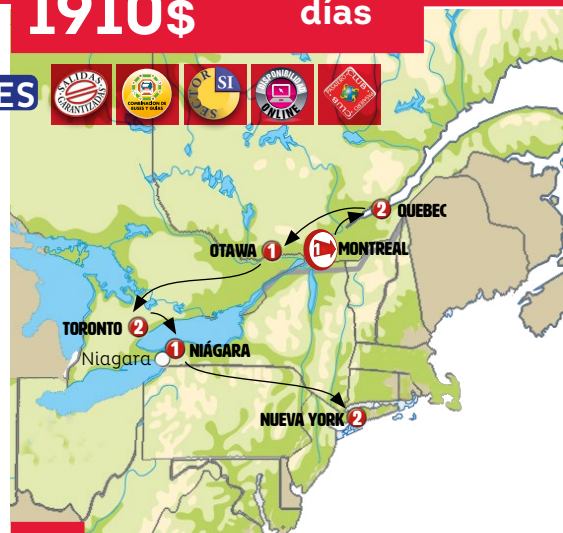 1910$
días
ES
SALIDAS
GARANTIZADAS
COMBINACIÓN DE
BUSES Y GUÍAS
SECTOR
SI
DISPONIBILIDAD
ONLINE
CLUB
2 QUEBEC
OTAWA 1
1 MONTREAL
TORONTO 2
1 NIÁGARA
Niagara
NUEVA YORK 2